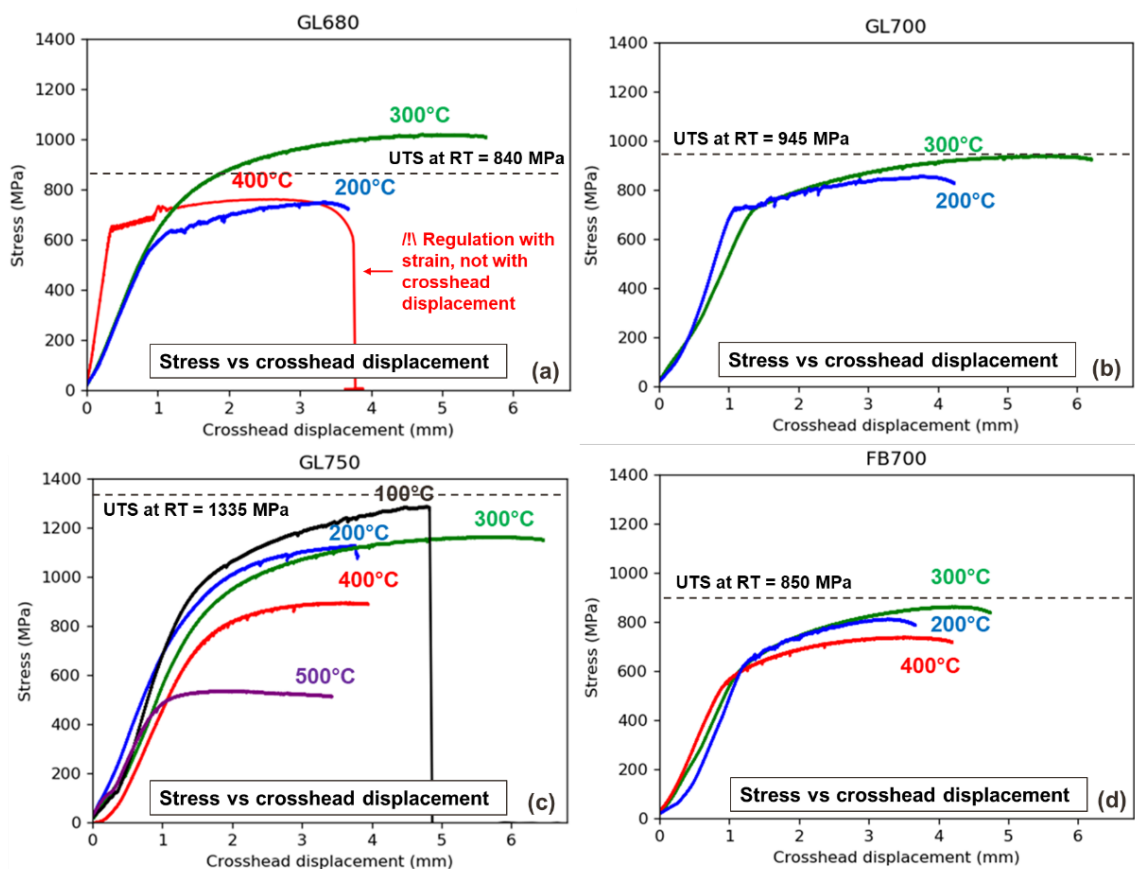 GL680
1400
1200
1000
800
600
400
200
0
Stress (MPa)
300°C
UTS at RT = 840 MPa
400°C
200°C
/!\ Regulation with
strain, not with
crosshead
displacement
Stress vs crosshead displacement
(a)
0 1 2 3 4 5 6
Crosshead displacement (mm)
GL700
1400
1200
1000
800
600
400
200
0
Stress (MPa)
UTS at RT = 945 MPa
300°C
200°C
Stress vs crosshead displacement
(b)
0 1 2 3 4 5 6
Crosshead displacement (mm)
GL750
1400
1200
1000
800
600
400
200
0
Stress (MPa)
100°C
UTS at RT = 1335 MPa
200°C
300°C
400°C
500°C
Stress vs crosshead displacement
(c)
0 1 2 3 4 5 6
Crosshead displacement (mm)
FB700
1400
1200
1000
800
600
400
200
0
Stress (MPa)
UTS at RT = 850 MPa
300°C
200°C
400°C
Stress vs crosshead displacement
(d)
0 1 2 3 4 5 6
Crosshead displacement (mm)